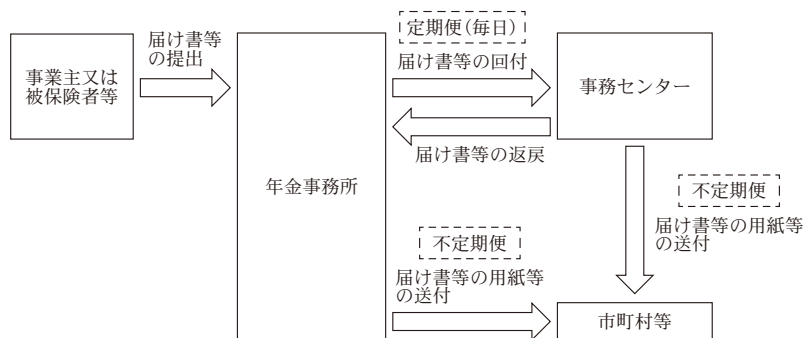 事業主又は
被保険者等
届け書等
の提出
年金事務所
定期便(毎日)
届け書等の回付
届け書等の返戻
事務センター
不定期便
届け書等の用紙等
の送付
不定期便
届け書等の用紙等
の送付
市町村等